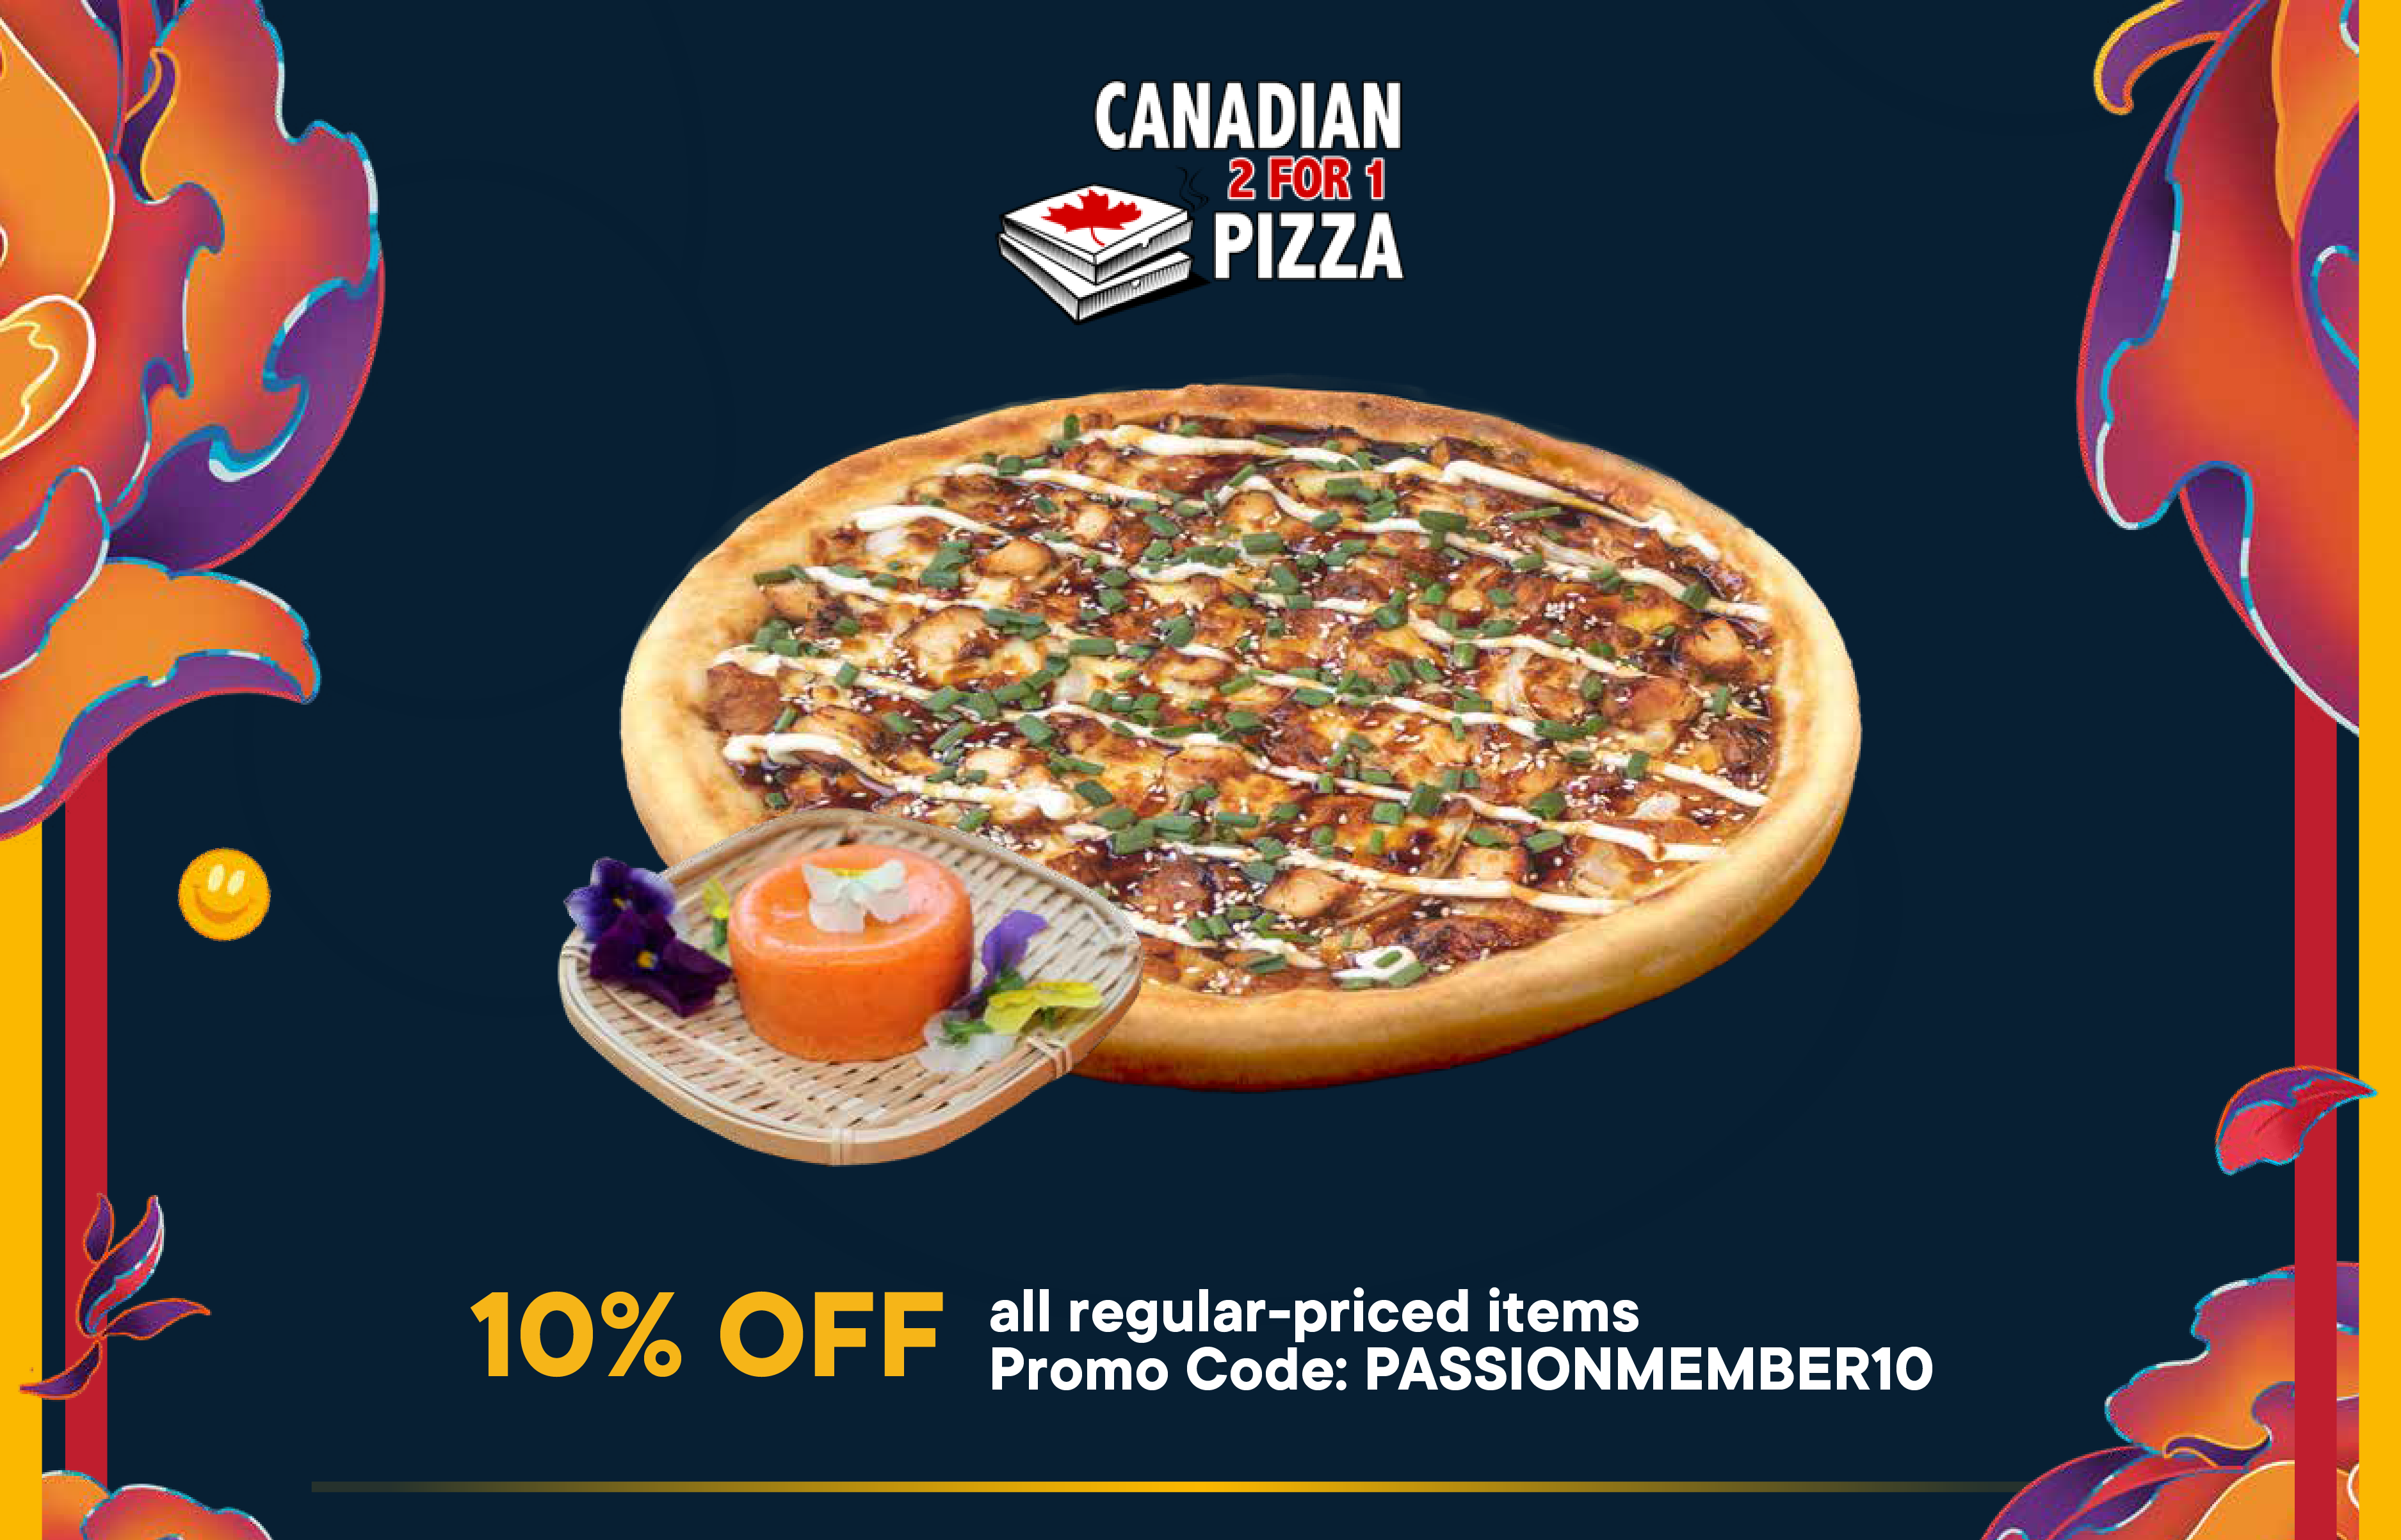 CANADIAN
2 FOR 1
PIZZA
10% OFF
all regular-priced items
Promo Code: PASSIONMEMBER10